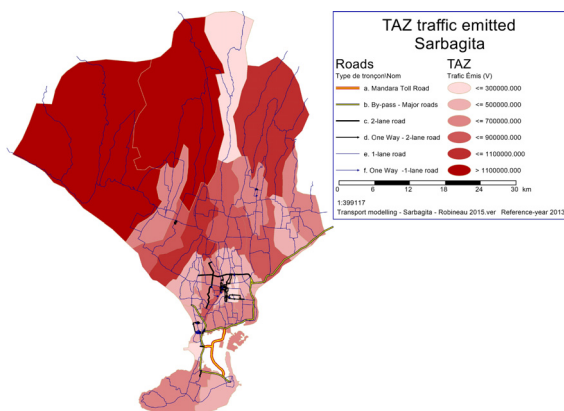 TAZ traffic emitted
Sarbagita
Roads
Type de tronçon\Nom
a. Mandara Toll Road
b. By-pass - Major roads
c. 2-lane road
d. One Way - 2-lane road
e. 1-lane road
f. One Way -1-lane road
TAZ
Trafic Émis (V)
<= 300000.000
<= 500000.000
<= 700000.000
<= 900000.000
<= 1100000.000
> 1100000.000
0 6 12 18 24 30
km
1:399117
Transport modelling - Sarbagita - Robineau 2015.ver Reference-year 2013